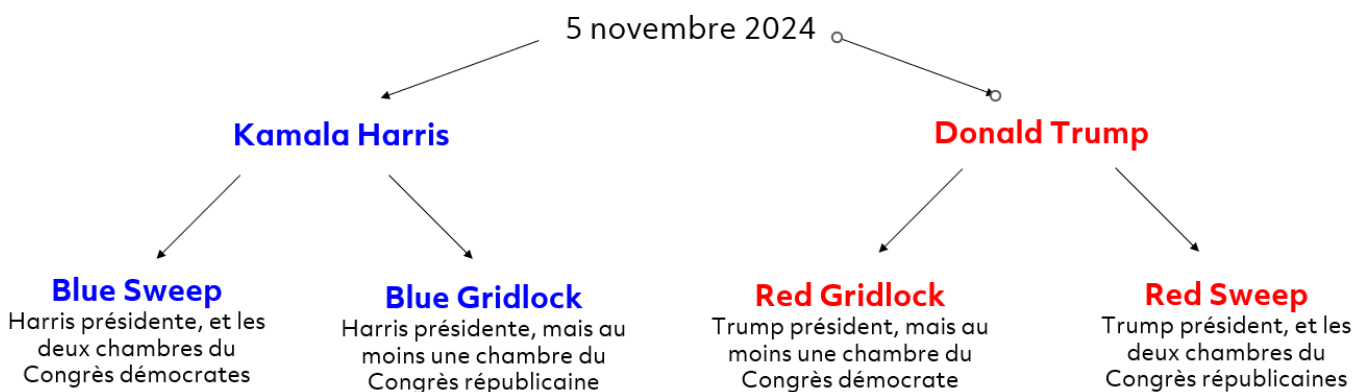 5 novembre 2024
Kamala Harris
Donald Trump
Blue Sweep
Harris présidente, et les
deux chambres du
Congrès démocrates
Blue Gridlock
Harris présidente, mais au
moins une chambre du
Congrès républicaine
Red Gridlock
Trump président, mais au
moins une chambre du
Congrès démocrate
Red Sweep
Trump président, et les
deux chambres du
Congrès républicaines